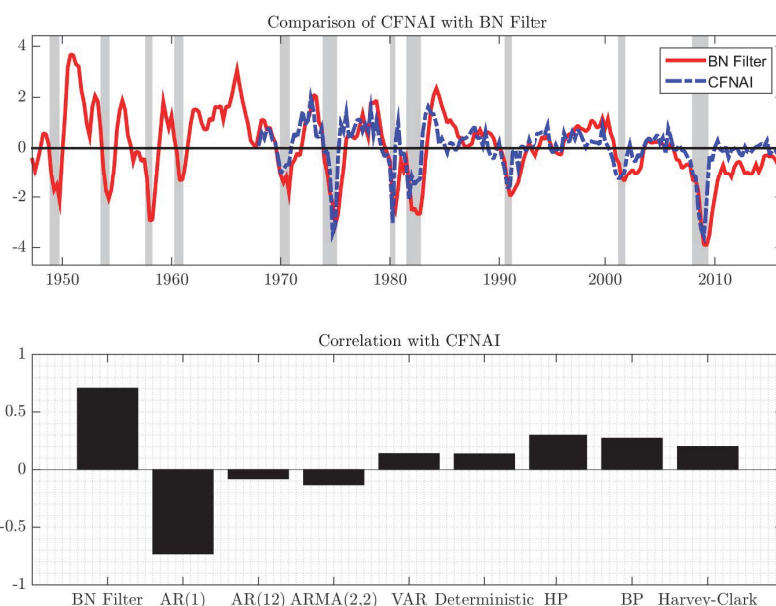 Comparison of CFNAI with BN Filter
4
2
0
-2
-4
BN Filter
CFNAI
1950 1960 1970 1980 1990 2000 2010
Correlation with CFNAI
1
0.5
0
-0.5
-1
BN Filter AR(1) AR(12) ARMA(2,2) VAR Deterministic HP BP Harvey-Clark